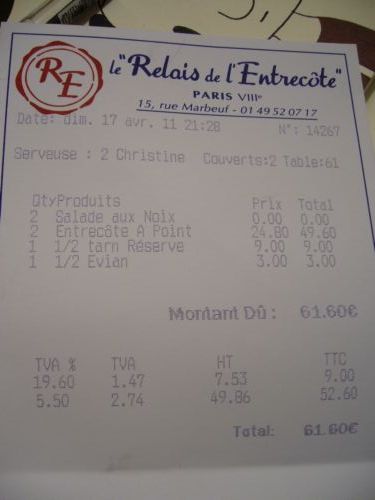 RE
le "Relais de l'Entrecôte"
PARIS VIIIe
15, rue Marbeuf - 01 49 52 07 17
Date: dim. 17 avr. 11 21:28 N°: 14267
Serveuse : 2 Christine Couverts:2 Table:61
QtyProduits Prix Total
2 Salade aux Noix 0.00 0.00
2 Entrecôte A Point 24.80 49.60
1 1/2 tarn Réserve 9.00 9.00
1 1/2 Evian 3.00 3.00
Montant Dû: 61.60€
TVA % TVA HT TTC
19.60 1.47 7.53 9.00
5.50 2.74 49.86 52.60
Total: 61.60€